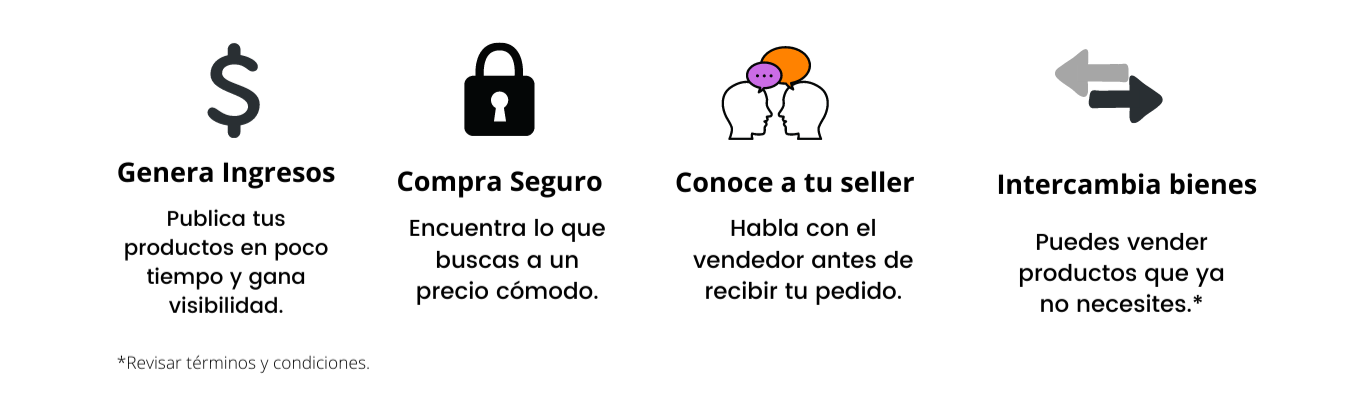 Genera Ingresos
Publica tus
productos en poco
tiempo y gana
visibilidad.
Compra Seguro
Encuentra lo que
buscas a un
precio cómodo.
Conoce a tu seller
Habla con el
vendedor antes de
recibir tu pedido.
Intercambia bienes
Puedes vender
productos que ya
no necesites.*
*Revisar términos y condiciones.